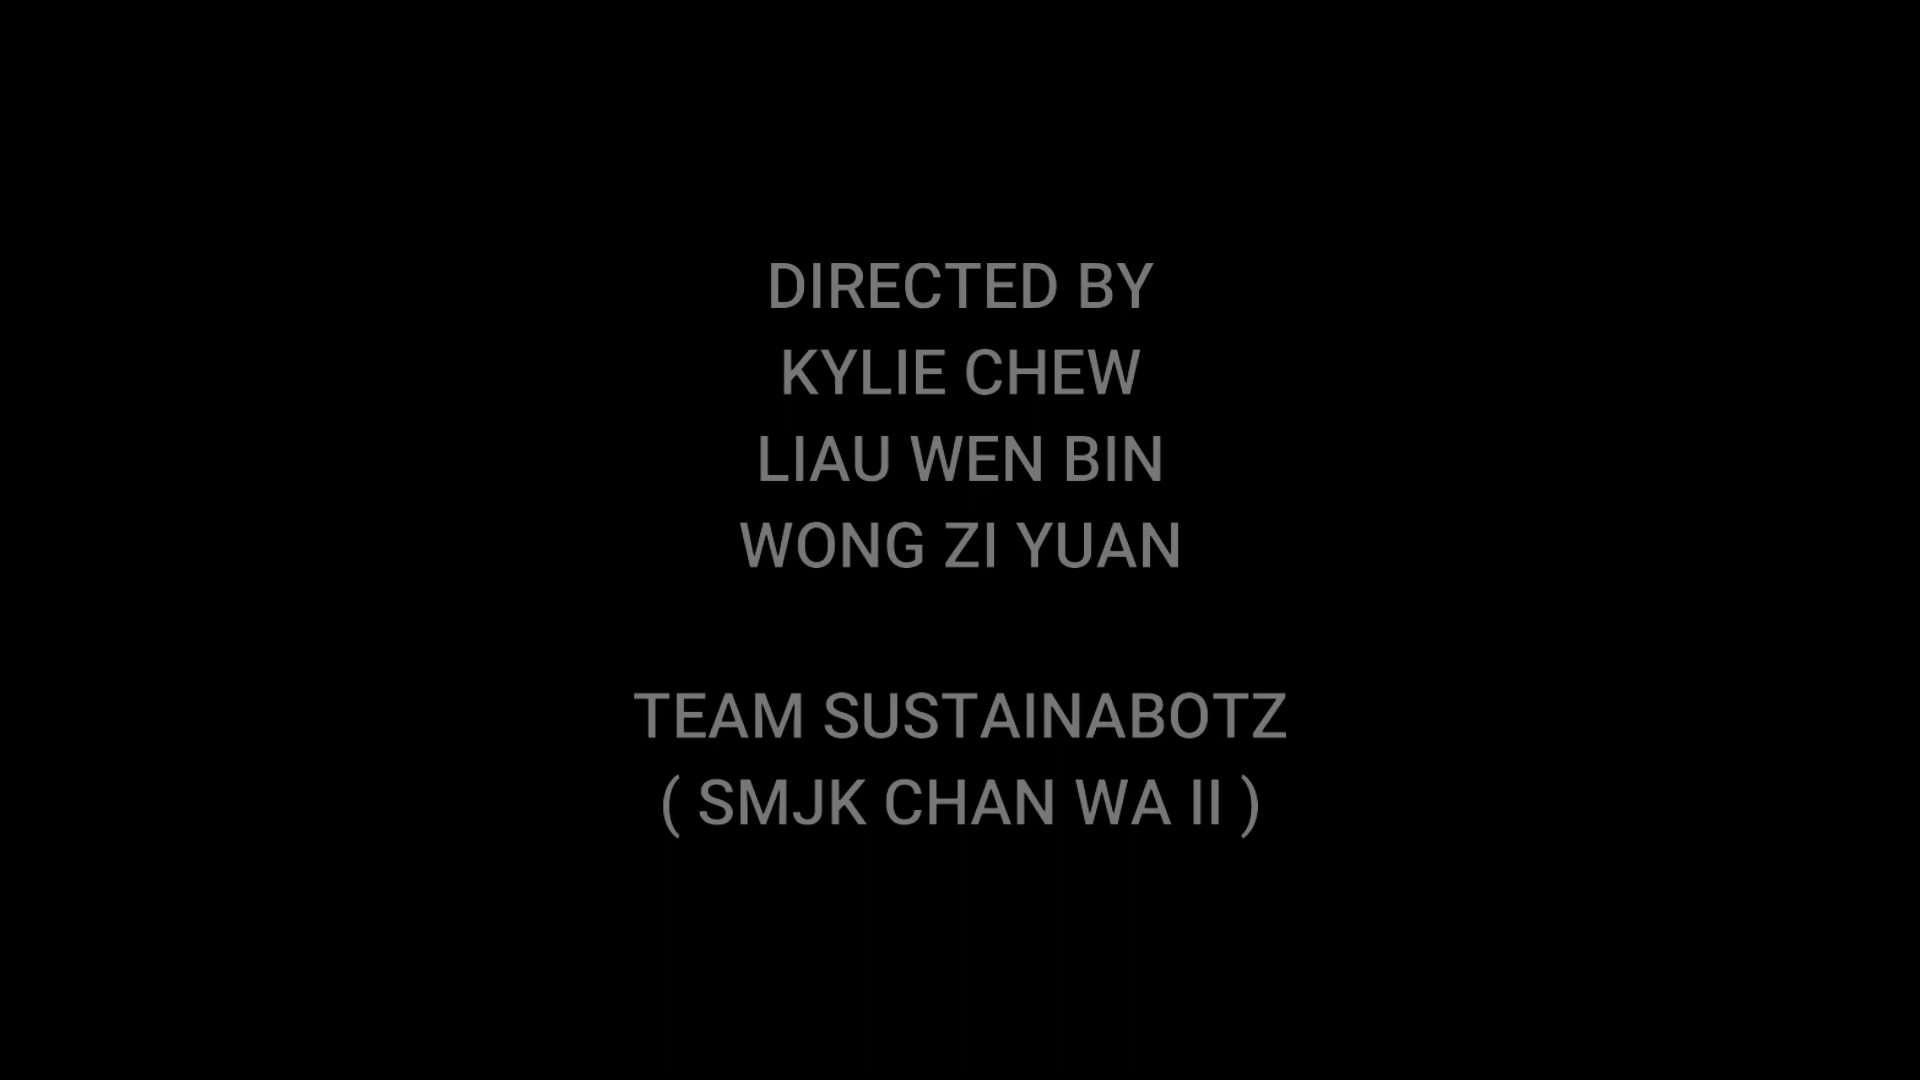 DIRECTED BY
KYLIE CHEW
LIAU WEN BIN
WONG ZI YUAN
TEAM SUSTAINABOTZ
( SMJK CHAN WA II )